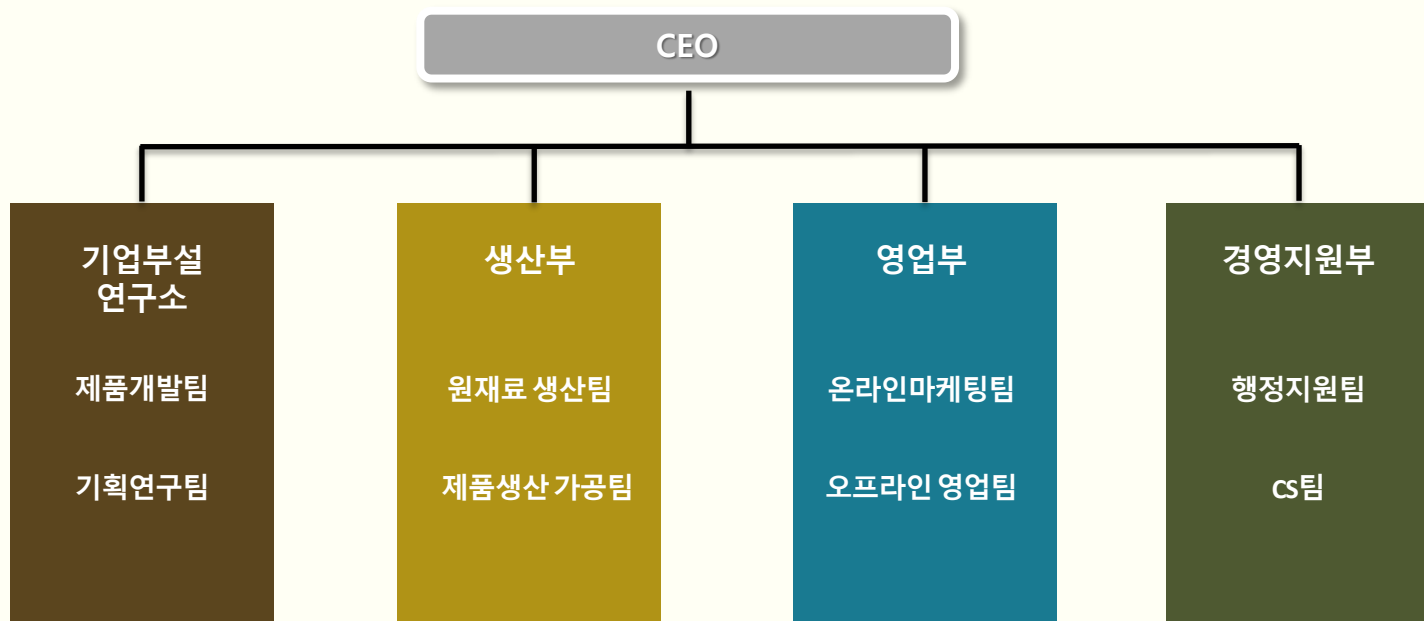 CEO
기업부설
연구소
제품개발팀
기획연구팀
생산부
원재료 생산팀
제품생산 가공팀
영업부
온라인마케팅팀
오프라인 영업팀
경영지원부
행정지원팀
CS팀